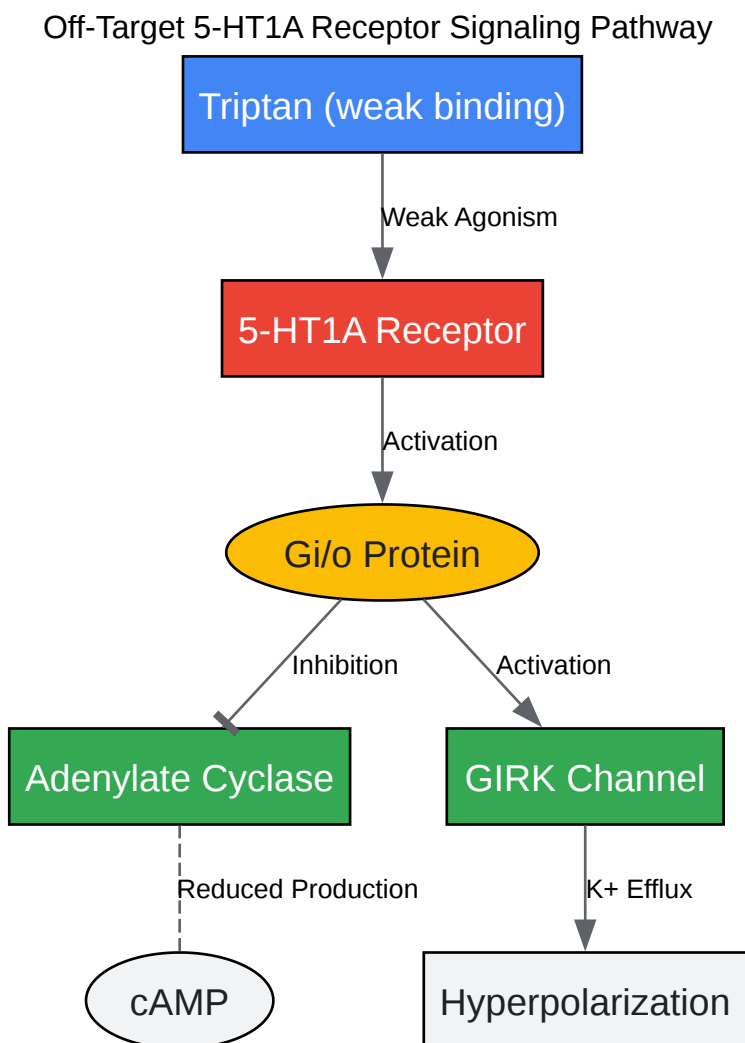 Off-Target 5-HT1A Receptor Signaling Pathway
Triptan (weak binding)
Weak Agonism
5-HT1A Receptor
Activation
Gi/o Protein
Inhibition
Activation
Adenylate Cyclase
GIRK Channel
Reduced Production
K+ Efflux
cAMP
Hyperpolarization